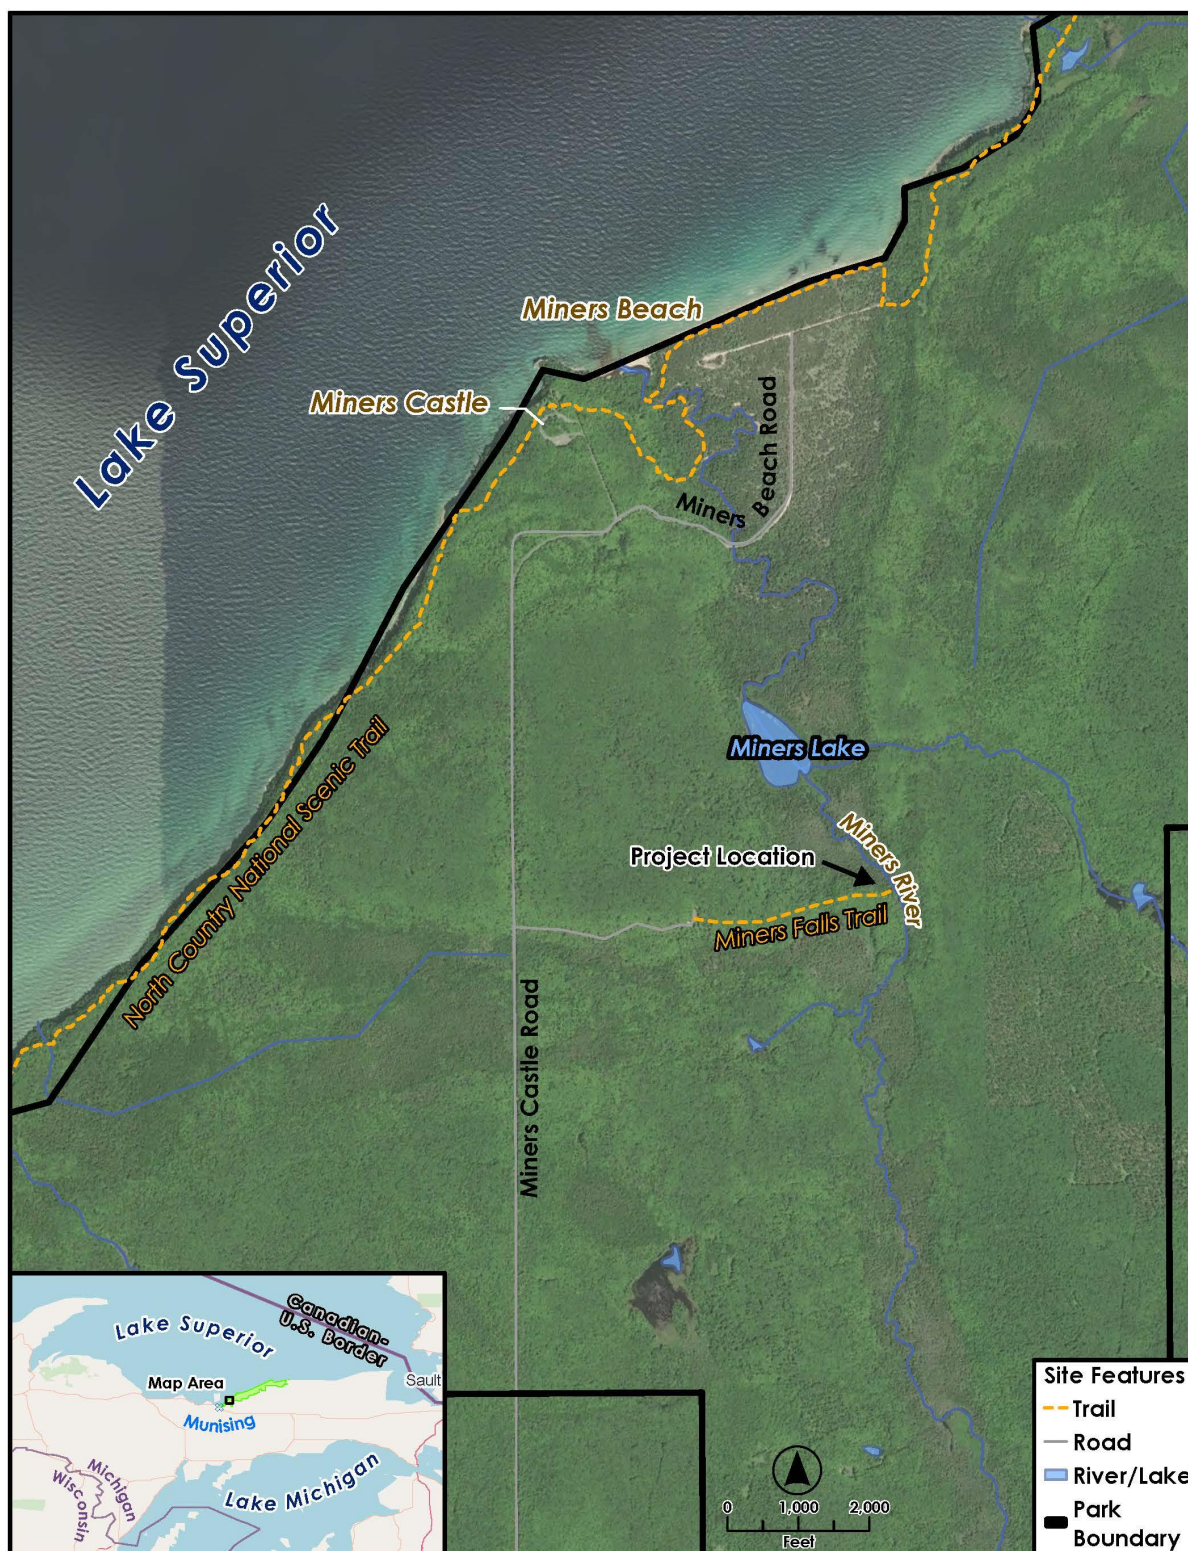 Lake Superior
Miners Beach
Miners Castle
Miners
Beach Road
Miners Lake
North Country National Scenic Trail
Miners River
Project Location
Miners Falls Trail
Miners Castle Road
Lake Superior
Canadian-
U.S. Border
Map Area
Sault
Munising
Michigan
Wisconsin
Lake Michigan
0 1,000 2,000
Feet
Site Features
Trail
Road
River/Lake
Park
Boundary